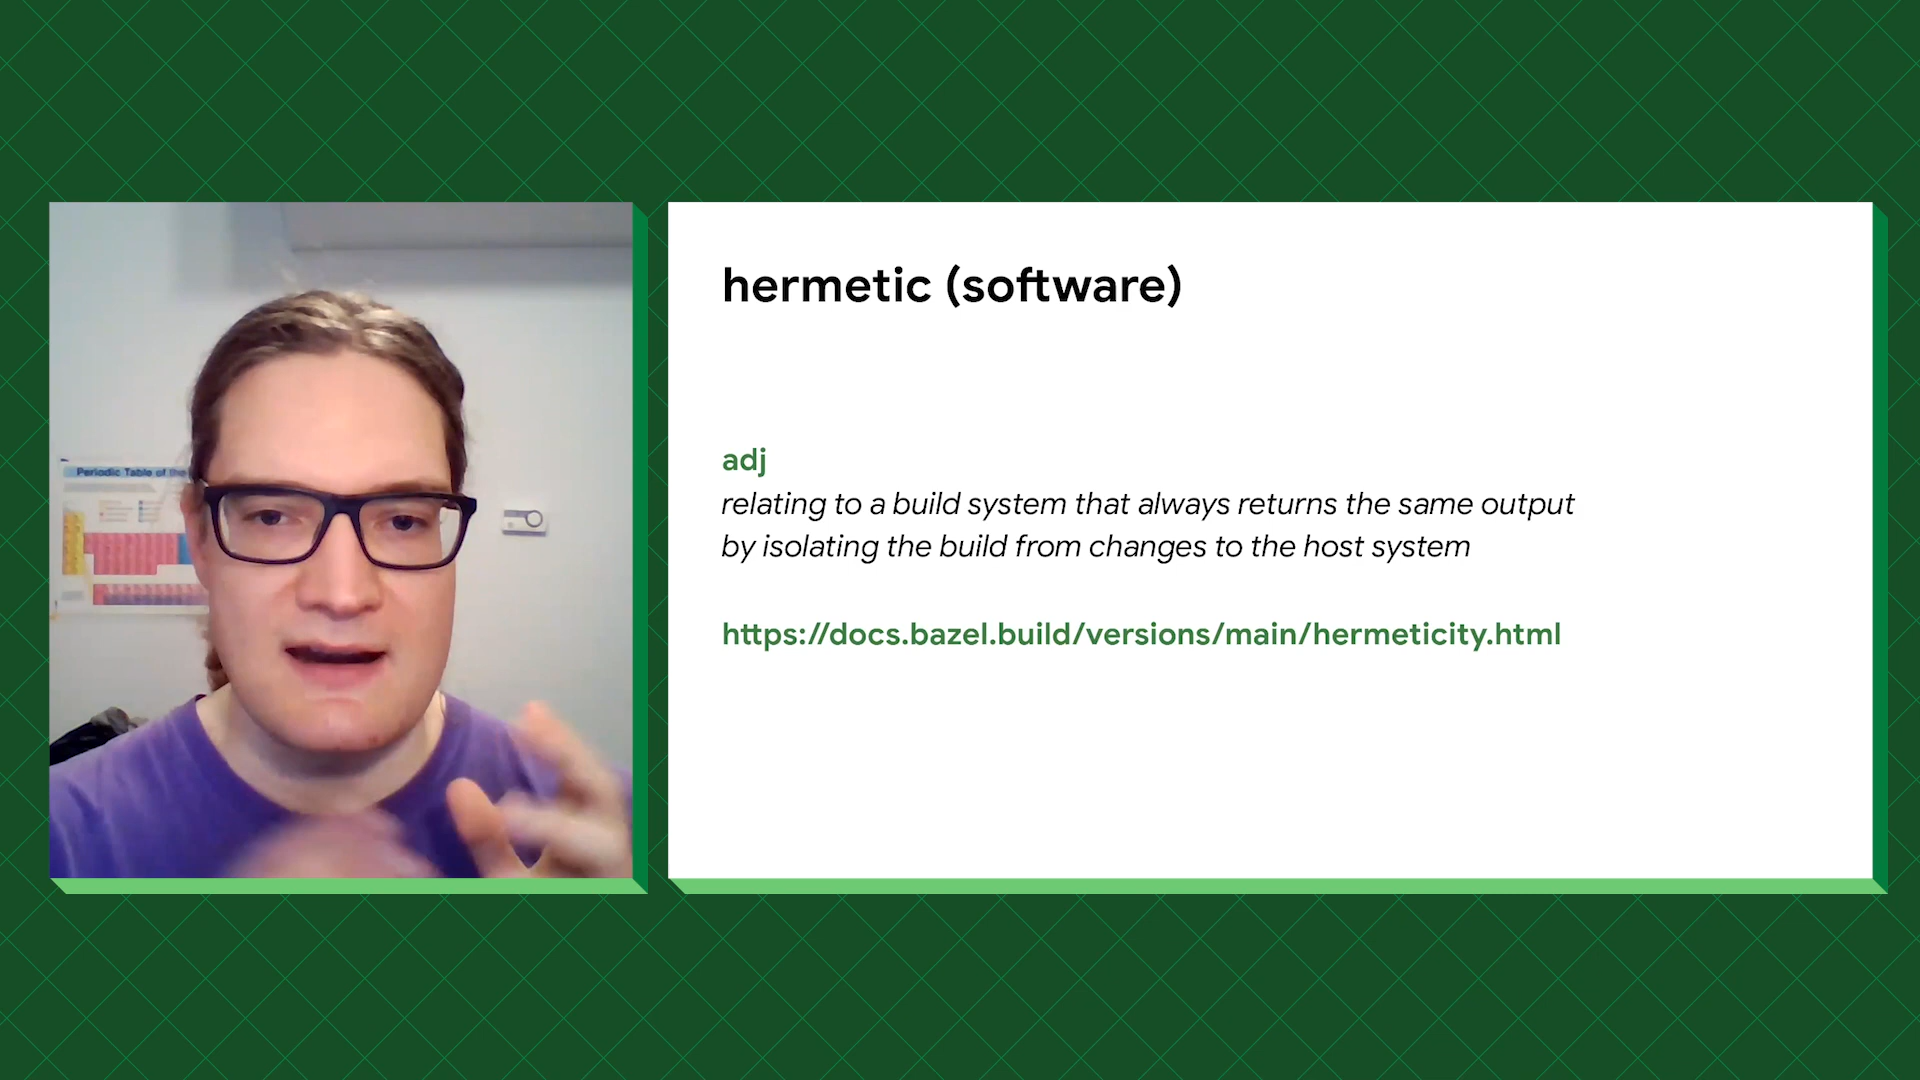 Periodic Table of the
hermetic (software)
adj
relating to a build system that always returns the same output
by isolating the build from changes to the host system
https://docs.bazel.build/versions/main/hermeticity.html